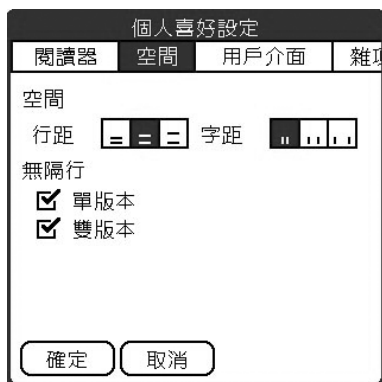 個人喜好設定
閱讀器 空間 用戶介面 雜
空間
行距 字距
無隔行
單版本
雙版本
確定 取消